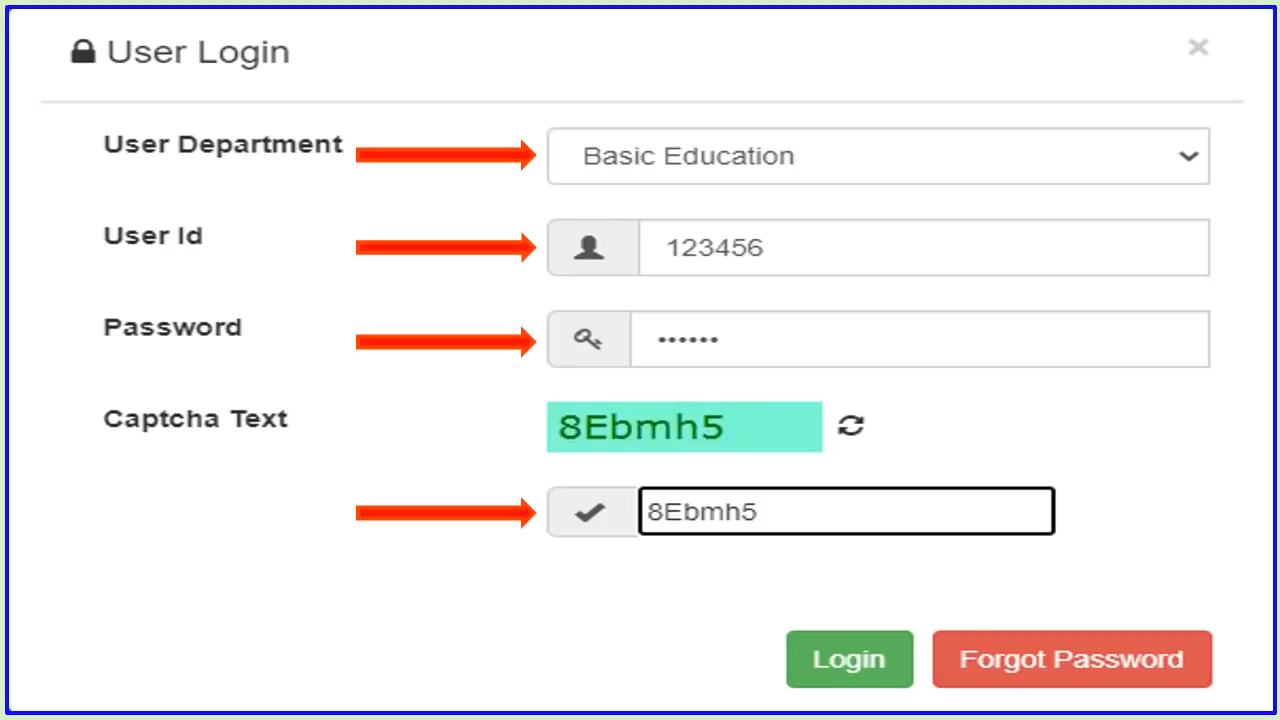 User Login
×
User Department
Basic Education
User Id
123456
Password
••••••
Captcha Text
8Ebmh5
8Ebmh5
Login
Forgot Password